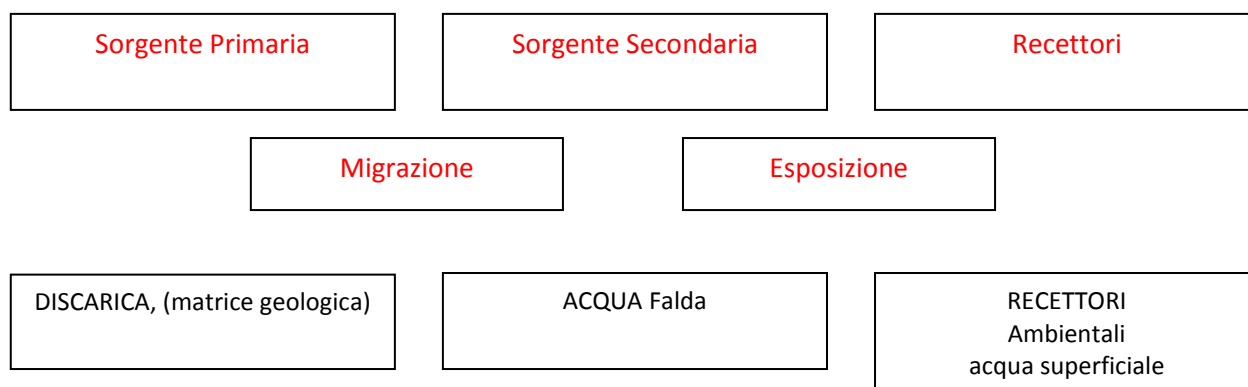 Sorgente Primaria
Sorgente Secondaria
Recettori
Migrazione
Esposizione
DISCARICA, (matrice geologica)
ACQUA Falda
RECETTORI
Ambientali
acqua superficiale